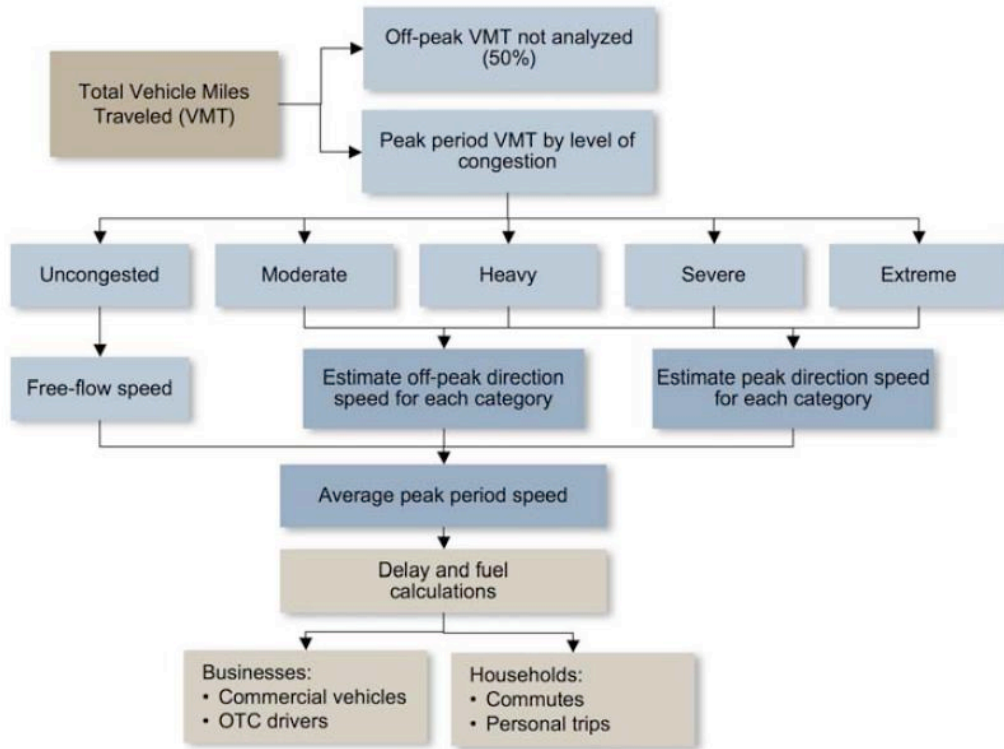 Off-peak VMT not analyzed
(50%)
Total Vehicle Miles
Traveled (VMT)
Peak period VMT by level of
congestion
Uncongested
Moderate
Heavy
Severe
Extreme
Free-flow speed
Estimate off-peak direction
speed for each category
Estimate peak direction speed
for each category
Average peak period speed
Delay and fuel
calculations
Businesses:
• Commercial vehicles
• OTC drivers
Households:
• Commutes
• Personal trips